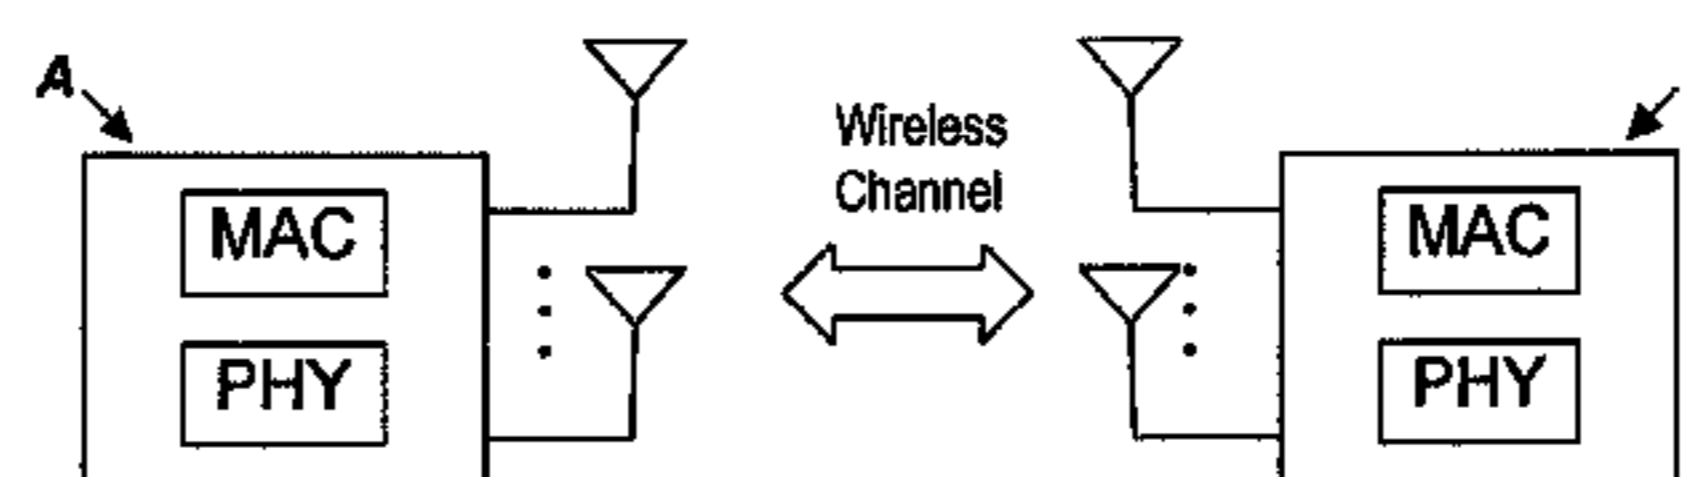 A
Wireless
Channel
MAC
MAC
PHY
PHY